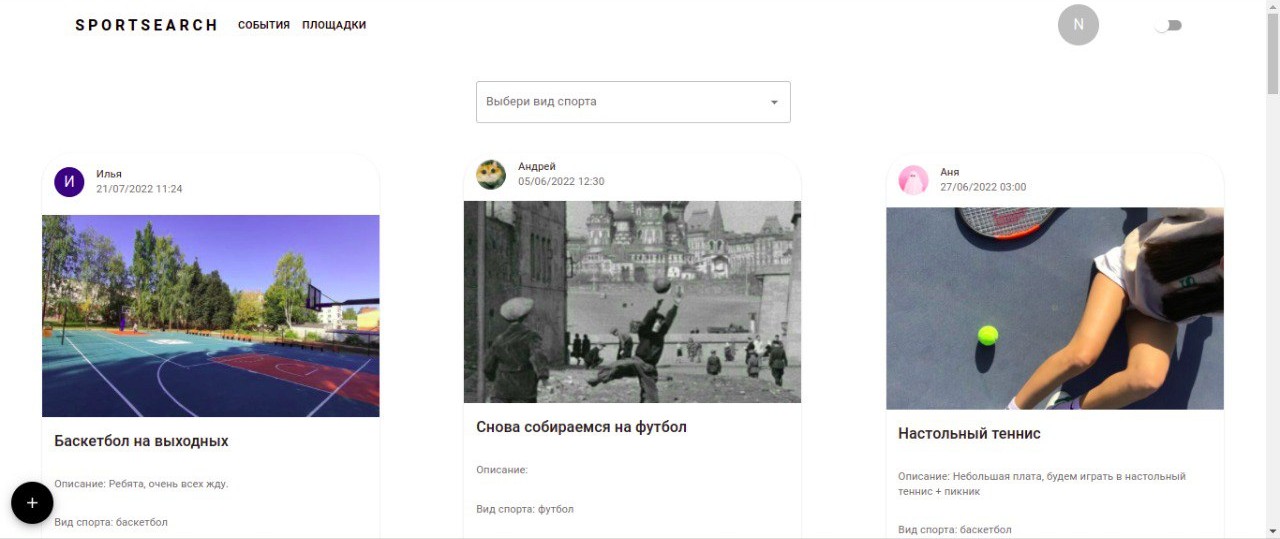 SPORTSEARCH СОБЫТИЯ ПЛОЩАДКИ N
Выбери вид спорта
И Илья
21/07/2022 11:24
Баскетбол на выходных
Описание: Ребята, очень всех жду.
Вид спорта: баскетбол
Андрей
05/06/2022 12:30
Снова собираемся на футбол
Описание:
Вид спорта: футбол
Аня
27/06/2022 03:00
Настольный теннис
Описание: Небольшая плата, будем играть в настольный
теннис + пикник
Вид спорта: баскетбол
+